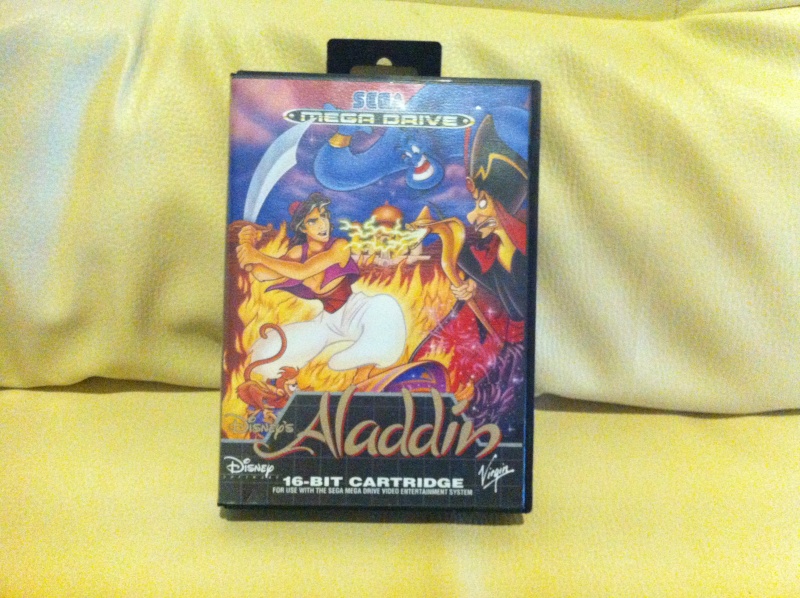 SEGA
MEGA DRIVE
DISNEY'S
Aladdin
Disney
SOFTWARE
16-BIT CARTRIDGE
FOR USE WITH THE SEGA MEGA DRIVE VIDEO ENTERTAINMENT SYSTEM
Virgin